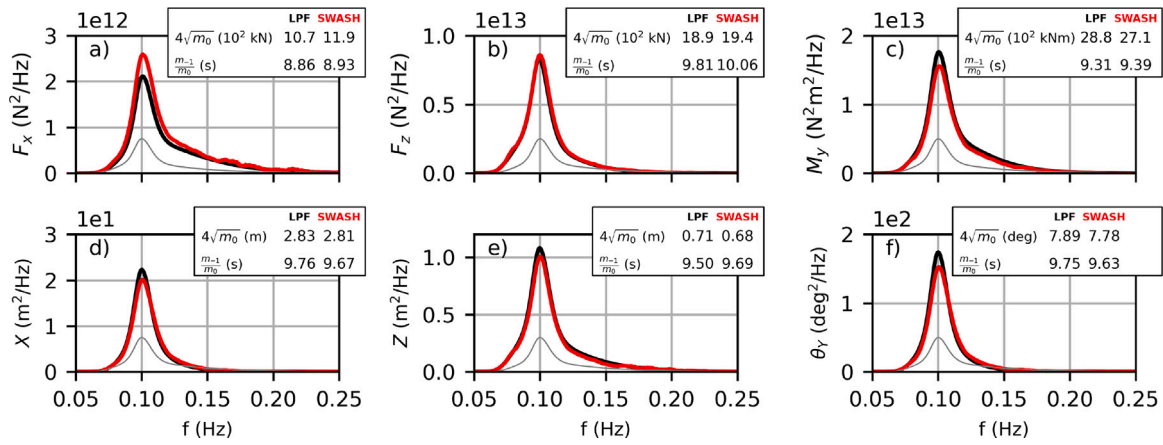 1e12
a)
LPF SWASH
4√m₀ (10² kN) 10.7 11.9
m₋₁/m₀ (s) 8.86 8.93
3
2
1
0
Fₓ (N²/Hz)
1e13
b)
LPF SWASH
4√m₀ (10² kN) 18.9 19.4
m₋₁/m₀ (s) 9.81 10.06
1.0
0.5
0.0
F_z (N²/Hz)
1e13
c)
LPF SWASH
4√m₀ (10² kNm) 28.8 27.1
m₋₁/m₀ (s) 9.31 9.39
2
1
0
M_y (N²m²/Hz)
1e1
d)
LPF SWASH
4√m₀ (m) 2.83 2.81
m₋₁/m₀ (s) 9.76 9.67
3
2
1
0
X (m²/Hz)
0.05 0.10 0.15 0.20 0.25
f (Hz)
e)
LPF SWASH
4√m₀ (m) 0.71 0.68
m₋₁/m₀ (s) 9.50 9.69
1.0
0.5
0.0
Z (m²/Hz)
0.05 0.10 0.15 0.20 0.25
f (Hz)
1e2
f)
LPF SWASH
4√m₀ (deg) 7.89 7.78
m₋₁/m₀ (s) 9.75 9.63
2
1
0
θ_Y (deg²/Hz)
0.05 0.10 0.15 0.20 0.25
f (Hz)